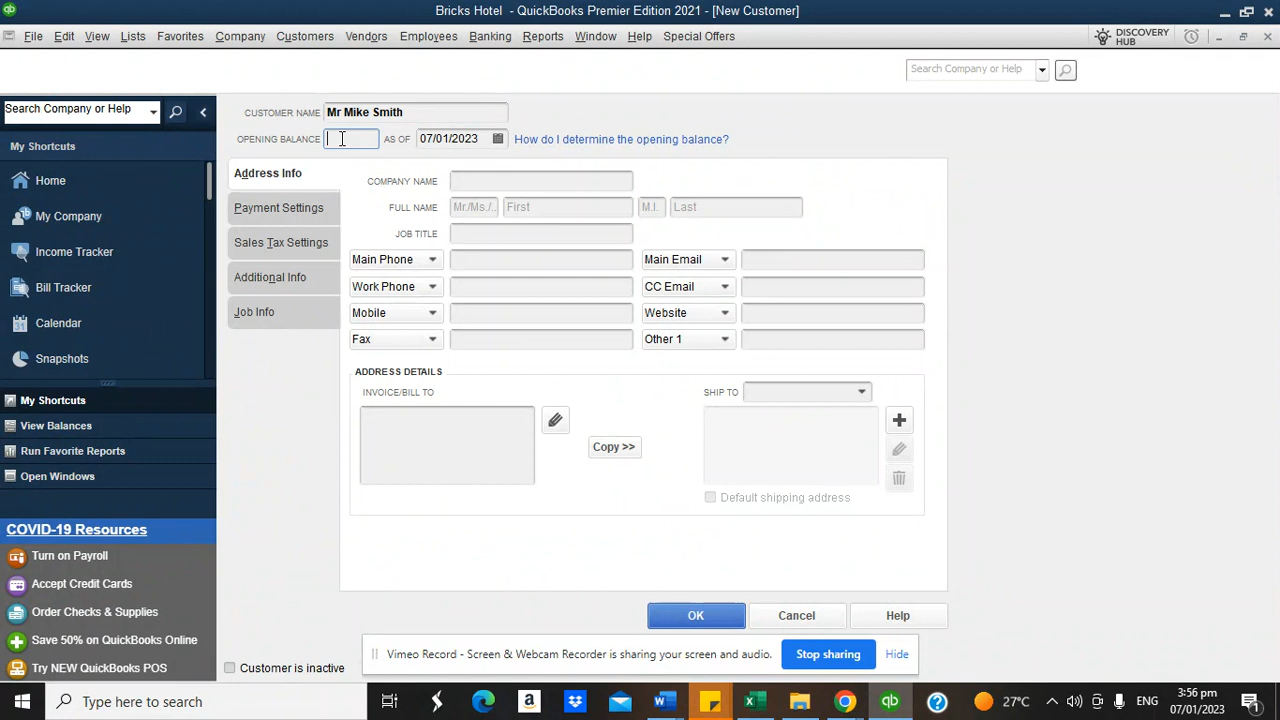 qb
Bricks Hotel - QuickBooks Premier Edition 2021 - [New Customer]
File Edit View Lists Favorites Company Customers Vendors Employees Banking Reports Window Help Special Offers
DISCOVERY
HUB
Search Company or Help
Search Company or Help
My Shortcuts
Home
My Company
Income Tracker
Bill Tracker
Calendar
Snapshots
My Shortcuts
View Balances
Run Favorite Reports
Open Windows
COVID-19 Resources
Turn on Payroll
Accept Credit Cards
Order Checks & Supplies
Save 50% on QuickBooks Online
Try NEW QuickBooks POS
CUSTOMER NAME Mr Mike Smith
OPENING BALANCE AS OF 07/01/2023 How do I determine the opening balance?
Address Info
Payment Settings
Sales Tax Settings
Additional Info
Job Info
COMPANY NAME
FULL NAME Mr./Ms./.. First M.I. Last
JOB TITLE
Main Phone Main Email
Work Phone CC Email
Mobile Website
Fax Other 1
ADDRESS DETAILS
INVOICE/BILL TO SHIP TO
Copy >>
Default shipping address
OK Cancel Help
Vimeo Record - Screen & Webcam Recorder is sharing your screen and audio. Stop sharing Hide
Customer is inactive
Type here to search
27°C ENG 3:56 pm
07/01/2023